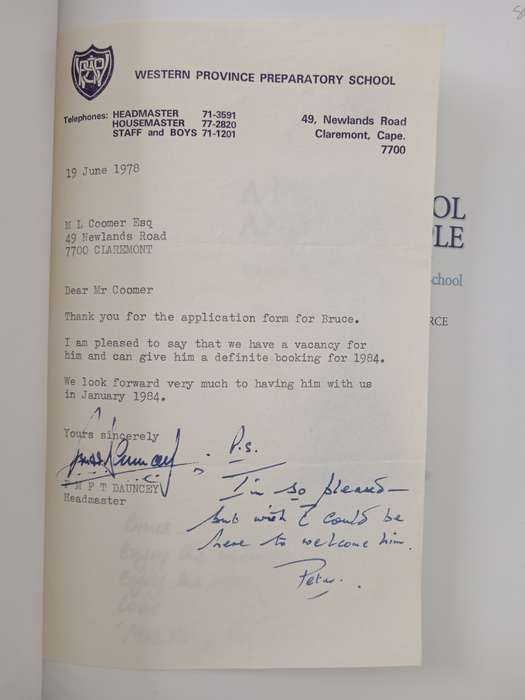 WESTERN PROVINCE PREPARATORY SCHOOL
Telephones: HEADMASTER 71-3591
HOUSEMASTER 77-2820
STAFF and BOYS 71-1201
49, Newlands Road
Claremont, Cape.
7700
19 June 1978
M L Coomer Esq
49 Newlands Road
7700 CLAREMONT
Dear Mr Coomer
Thank you for the application form for Bruce.
I am pleased to say that we have a vacancy for
him and can give him a definite booking for 1984.
We look forward very much to having him with us
in January 1984.
Yours sincerely
P T DAUNCEY
Headmaster
P.S.
I'm so pleased –
but wish I could be
here to welcome him.
Peter.
OL
LE
chool
RCE